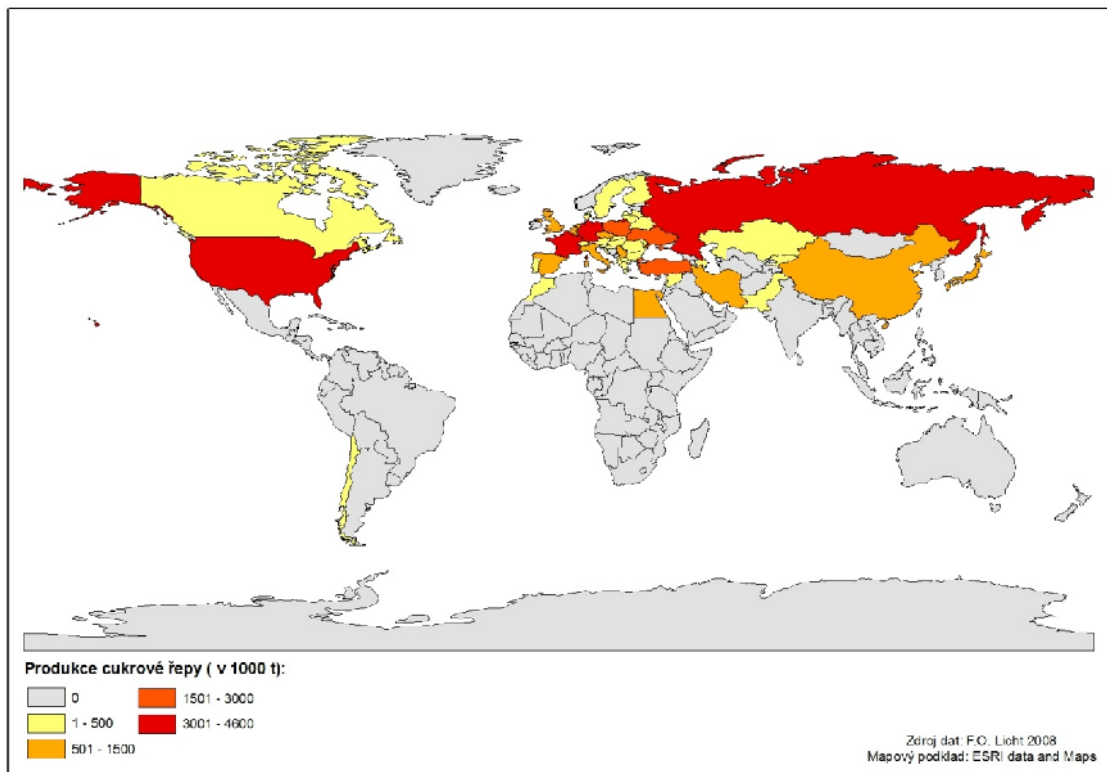 Produkce cukrové řepy ( v 1000 t):
0
1 - 500
501 - 1500
1501 - 3000
3001 - 4600
Zdroj dat: F.O. Licht 2008
Mapový podklad: ESRI data and Maps